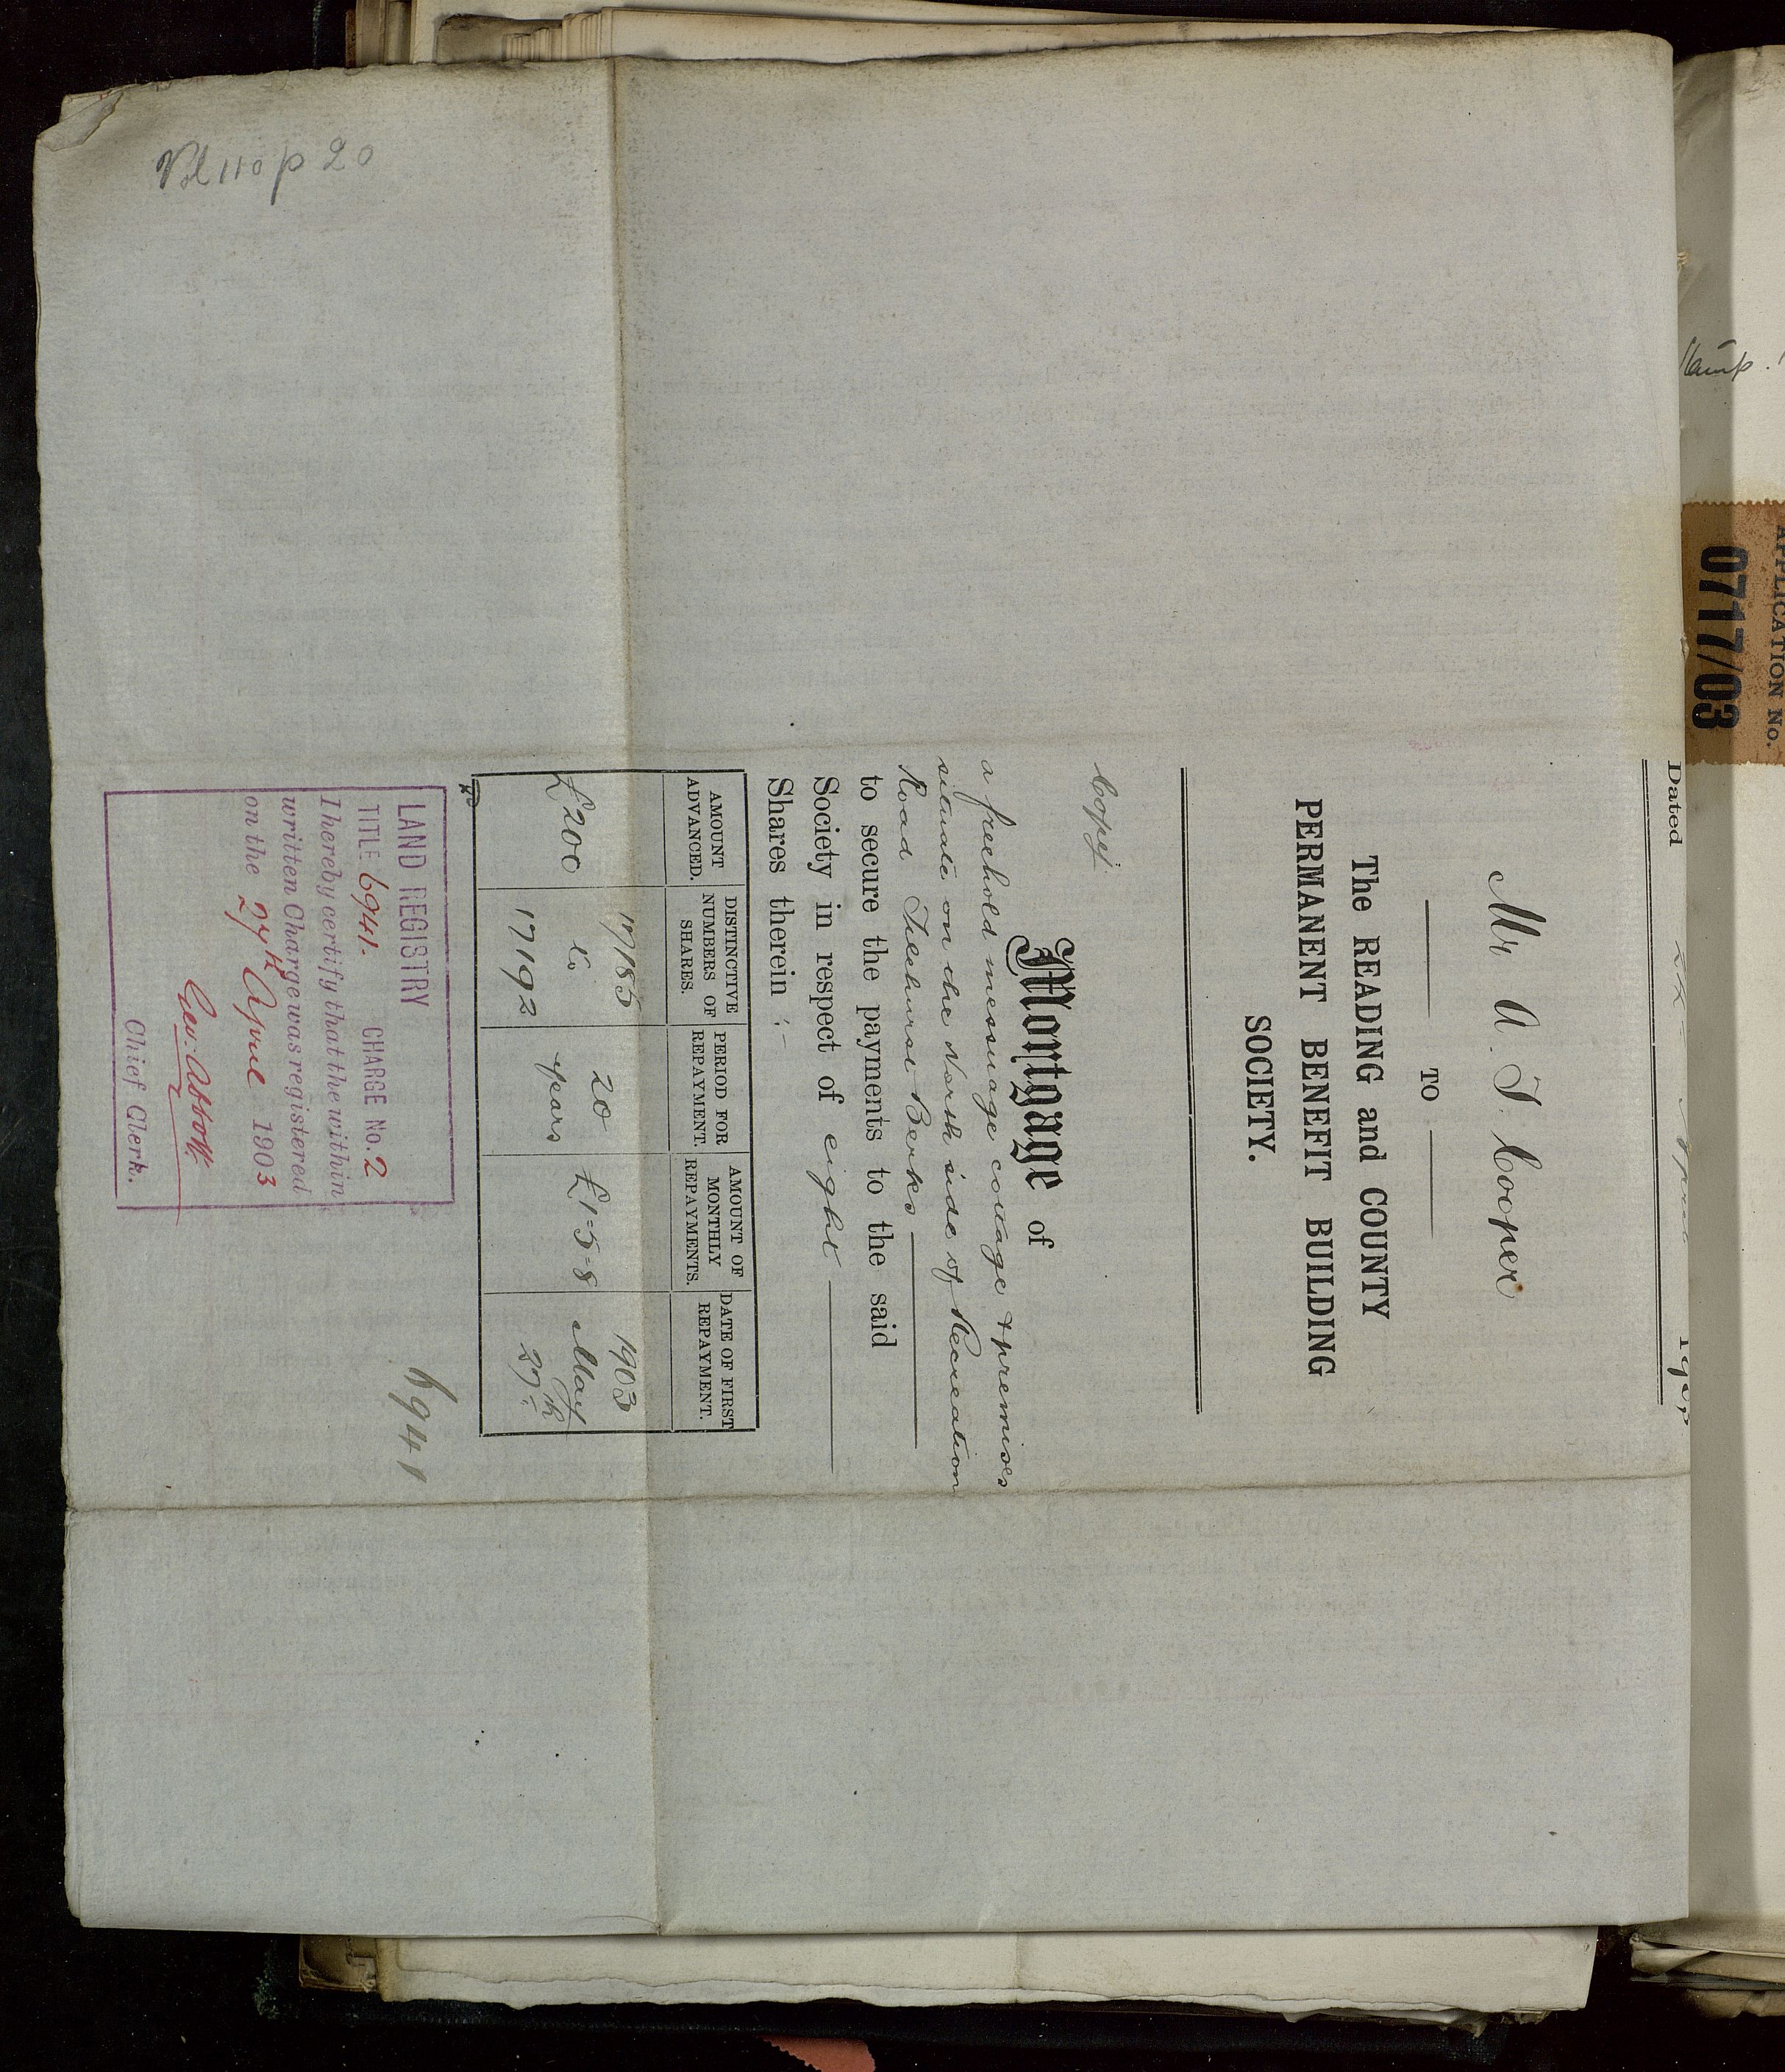 Dated April 1903
Mr A. T. Cooper
TO
The READING and COUNTY
PERMANENT BENEFIT BUILDING
SOCIETY.
Copy
Mortgage of
a freehold messuage cottage & premises
situate on the North side of Recreation
Road Tilehurst Berks
to secure the payments to the said
Society in respect of eight
Shares therein :-
AMOUNT ADVANCED.
DISTINCTIVE NUMBERS OF SHARES.
PERIOD FOR REPAYMENT.
AMOUNT OF MONTHLY REPAYMENTS.
DATE OF FIRST REPAYMENT.
£200
17185 to 17192
20 years
£1=5=8
1903 May 27th
LAND REGISTRY
TITLE 6941. CHARGE No. 2
I hereby certify that the within
written Charge was registered
on the 27th April 1903
Geo. Abbott
Chief Clerk.
6941
Vol 110 p 20
Stamp.
APPLICATION No.
0717/03